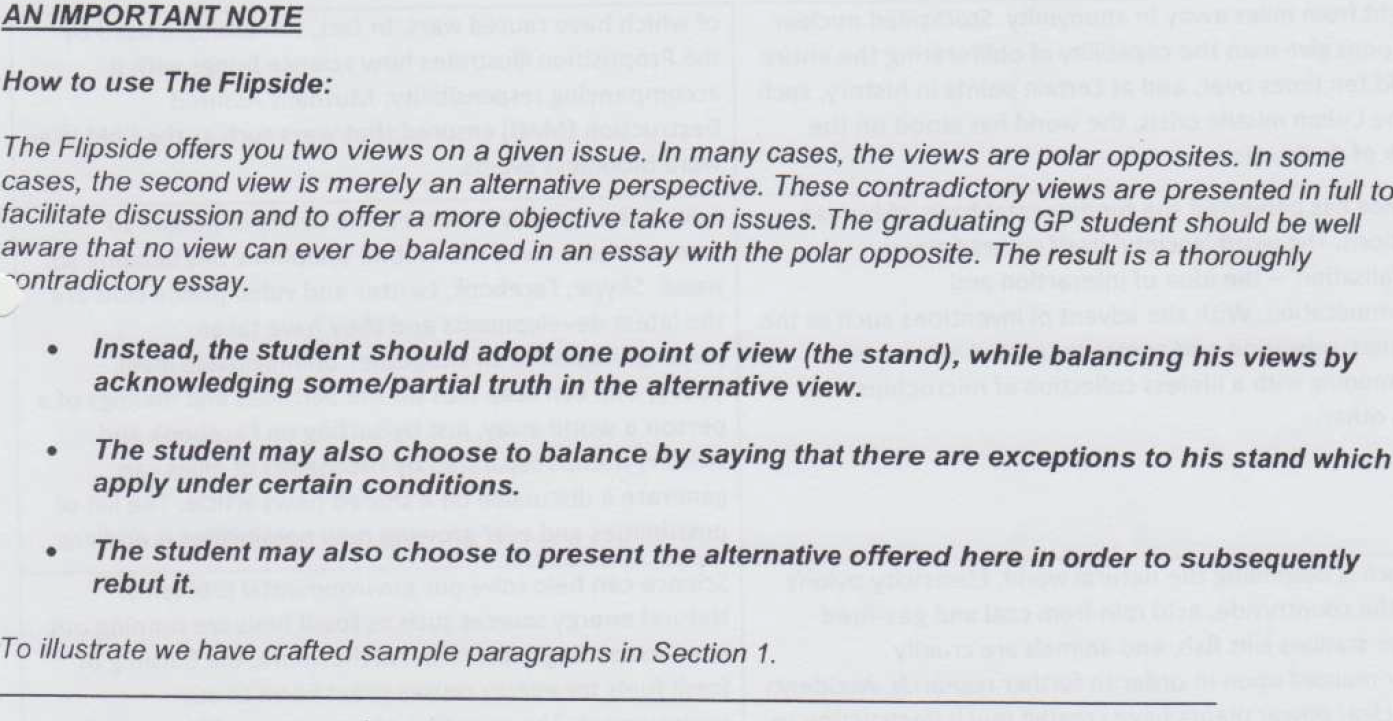 AN IMPORTANT NOTE
How to use The Flipside:
The Flipside offers you two views on a given issue. In many cases, the views are polar opposites. In some
cases, the second view is merely an alternative perspective. These contradictory views are presented in full to
facilitate discussion and to offer a more objective take on issues. The graduating GP student should be well
aware that no view can ever be balanced in an essay with the polar opposite. The result is a thoroughly
contradictory essay.
• Instead, the student should adopt one point of view (the stand), while balancing his views by
acknowledging some/partial truth in the alternative view.
• The student may also choose to balance by saying that there are exceptions to his stand which
apply under certain conditions.
• The student may also choose to present the alternative offered here in order to subsequently
rebut it.
To illustrate we have crafted sample paragraphs in Section 1.